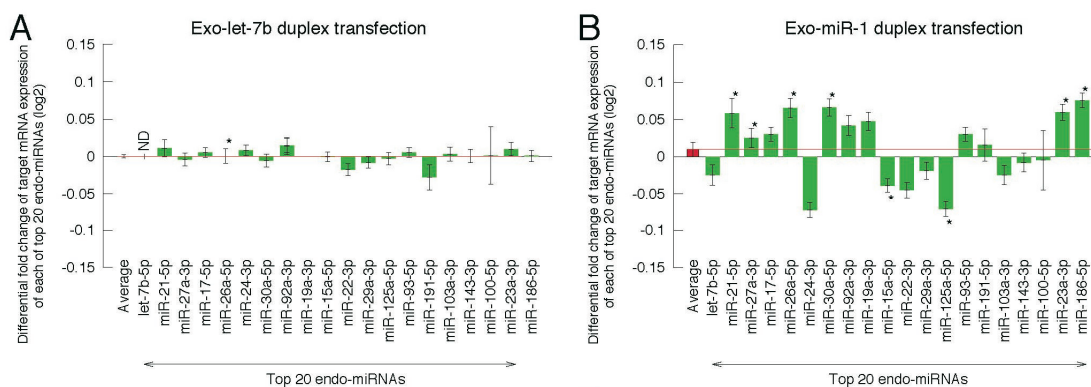 A
Exo-let-7b duplex transfection
Differential fold change of target mRNA expression
of each of top 20 endo-miRNAs (log2)
0.15
0.1
0.05
0
-0.05
-0.1
-0.15
ND
*
Average
let-7b-5p
miR-21-5p
miR-27a-3p
miR-17-5p
miR-26a-5p
miR-24-3p
miR-30a-5p
miR-92a-3p
miR-19a-3p
miR-15a-5p
miR-22-3p
miR-29a-3p
miR-125a-5p
miR-93-5p
miR-191-5p
miR-103a-3p
miR-143-3p
miR-100-5p
miR-23a-3p
miR-186-5p
Top 20 endo-miRNAs
B
Exo-miR-1 duplex transfection
Differential fold change of target mRNA expression
of each of top 20 endo-miRNAs (log2)
0.15
0.1
0.05
0
-0.05
-0.1
-0.15
*
*
*
*
*
*
*
*
Average
let-7b-5p
miR-21-5p
miR-27a-3p
miR-17-5p
miR-26a-5p
miR-24-3p
miR-30a-5p
miR-92a-3p
miR-19a-3p
miR-15a-5p
miR-22-3p
miR-29a-3p
miR-125a-5p
miR-93-5p
miR-191-5p
miR-103a-3p
miR-143-3p
miR-100-5p
miR-23a-3p
miR-186-5p
Top 20 endo-miRNAs